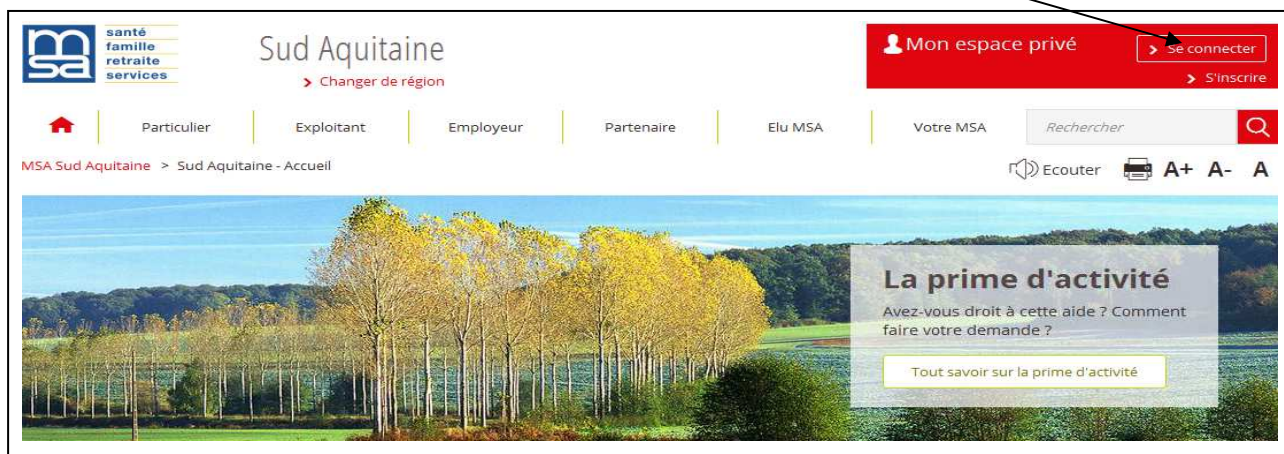 msa
santé
famille
retraite
services
Sud Aquitaine
> Changer de région
Mon espace privé
> Se connecter
> S'inscrire
Particulier
Exploitant
Employeur
Partenaire
Elu MSA
Votre MSA
Rechercher
MSA Sud Aquitaine > Sud Aquitaine - Accueil
Ecouter
A+ A- A
La prime d'activité
Avez-vous droit à cette aide ? Comment
faire votre demande ?
Tout savoir sur la prime d'activité